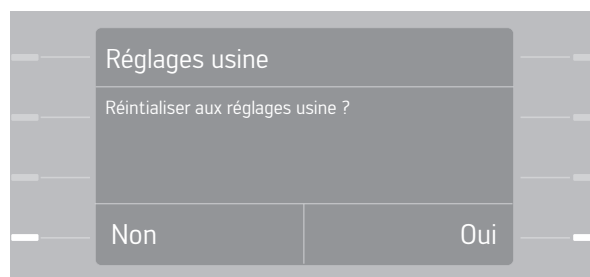 Réglages usine
Réintialiser aux réglages usine ?
Non Oui